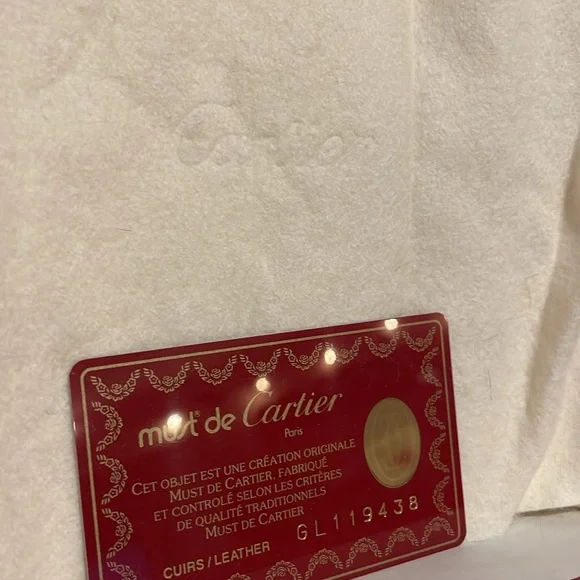 Cartier
must de Cartier
Paris
CET OBJET EST UNE CRÉATION ORIGINALE
MUST DE CARTIER, FABRIQUÉ
ET CONTRÔLÉ SELON LES CRITÈRES
DE QUALITÉ TRADITIONNELS
MUST DE CARTIER
GL119438
CUIRS/LEATHER